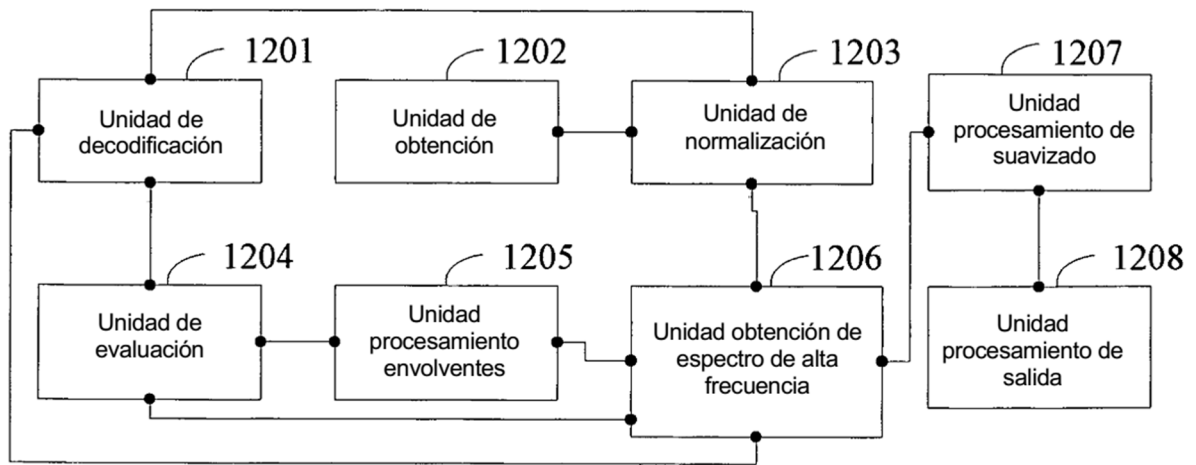 1201
Unidad de
decodificación
1202
Unidad de
obtención
1203
Unidad de
normalización
1207
Unidad
procesamiento de
suavizado
1204
Unidad de
evaluación
1205
Unidad
procesamiento
envolventes
1206
Unidad obtención de
espectro de alta
frecuencia
1208
Unidad
procesamiento de
salida